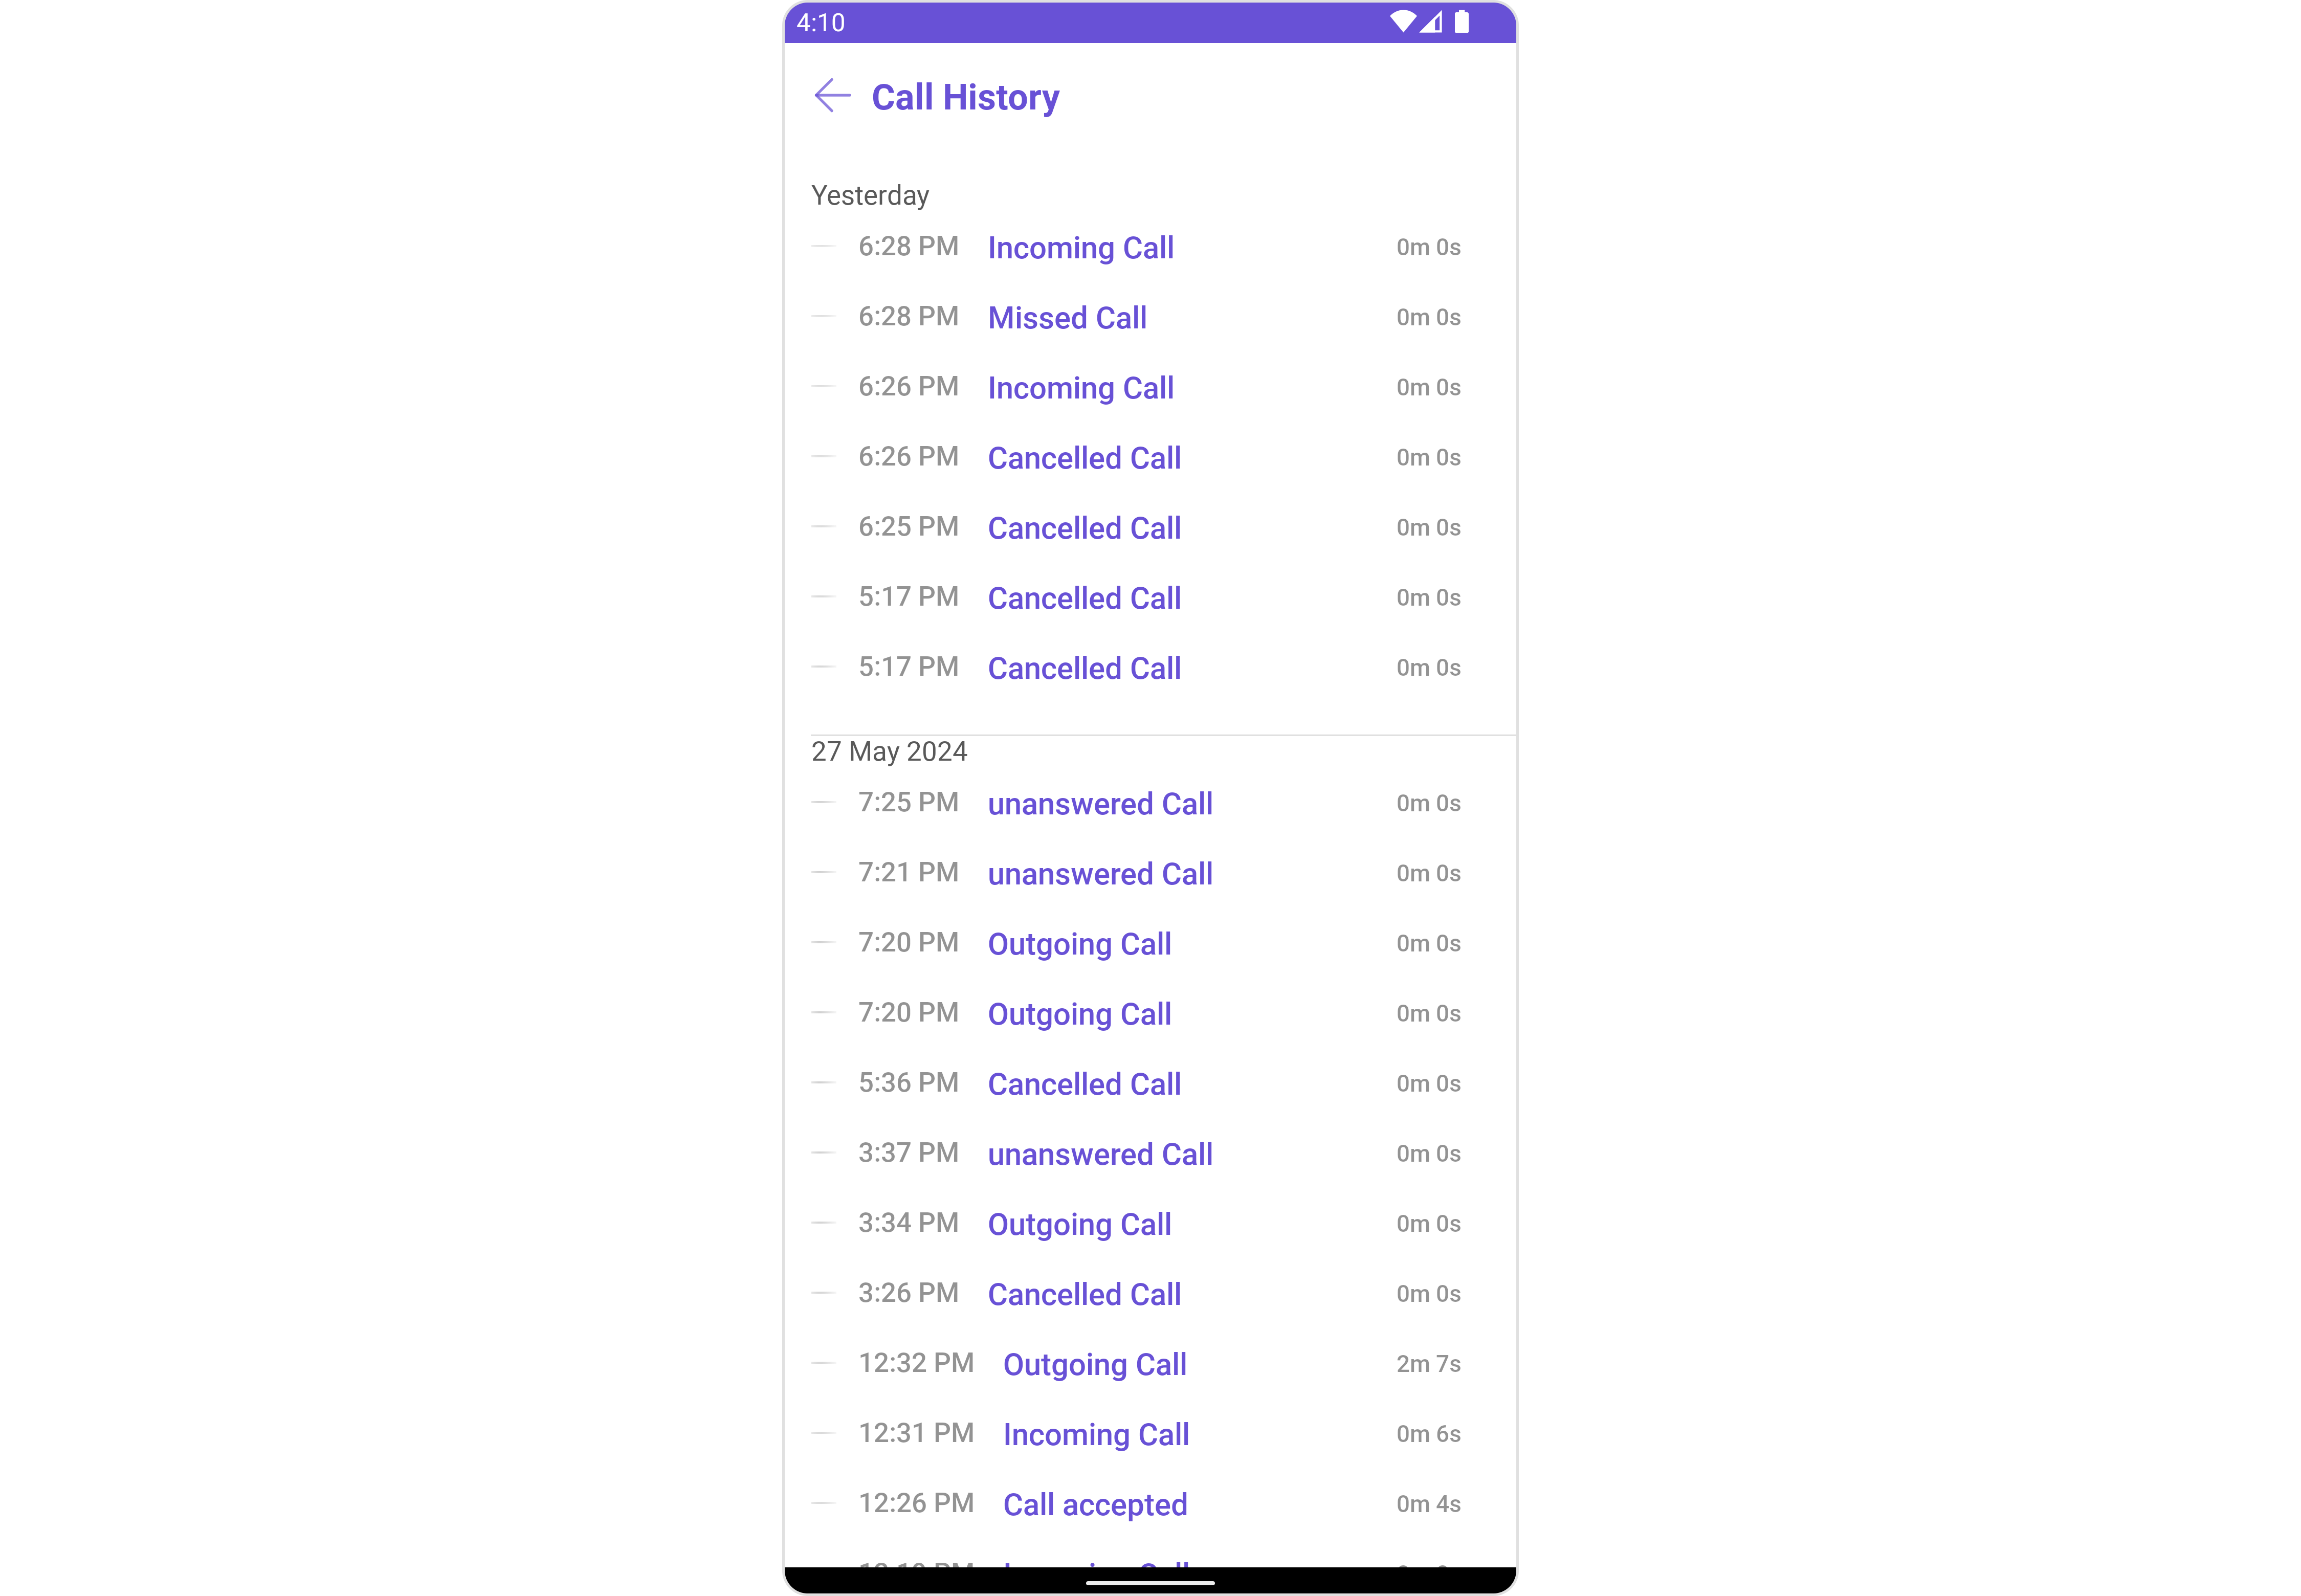 4:10
Call History
Yesterday
6:28 PM Incoming Call 0m 0s
6:28 PM Missed Call 0m 0s
6:26 PM Incoming Call 0m 0s
6:26 PM Cancelled Call 0m 0s
6:25 PM Cancelled Call 0m 0s
5:17 PM Cancelled Call 0m 0s
5:17 PM Cancelled Call 0m 0s
27 May 2024
7:25 PM unanswered Call 0m 0s
7:21 PM unanswered Call 0m 0s
7:20 PM Outgoing Call 0m 0s
7:20 PM Outgoing Call 0m 0s
5:36 PM Cancelled Call 0m 0s
3:37 PM unanswered Call 0m 0s
3:34 PM Outgoing Call 0m 0s
3:26 PM Cancelled Call 0m 0s
12:32 PM Outgoing Call 2m 7s
12:31 PM Incoming Call 0m 6s
12:26 PM Call accepted 0m 4s